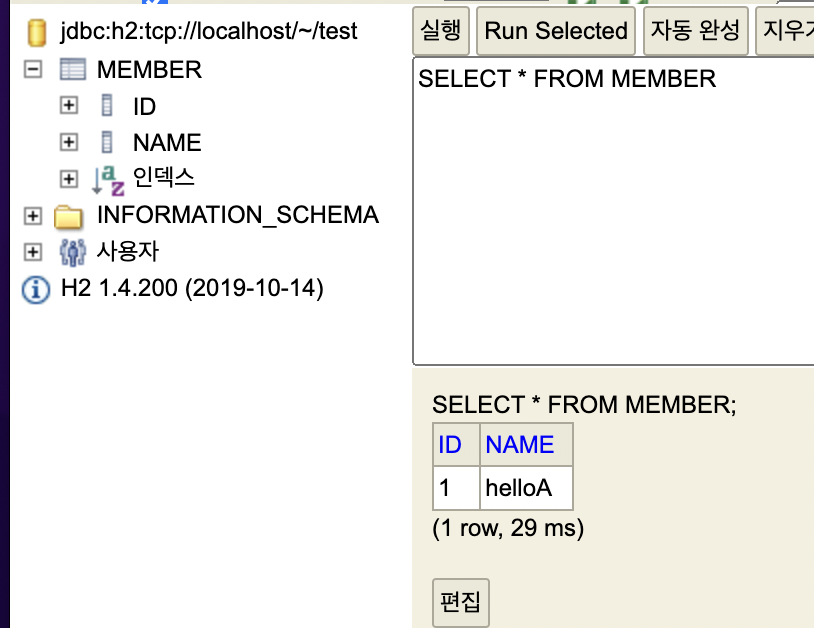 jdbc:h2:tcp://localhost/~/test
MEMBER
ID
NAME
인덱스
INFORMATION_SCHEMA
사용자
H2 1.4.200 (2019-10-14)
실행 Run Selected 자동 완성 지우기
SELECT * FROM MEMBER
SELECT * FROM MEMBER;
ID NAME
1 helloA
(1 row, 29 ms)
편집